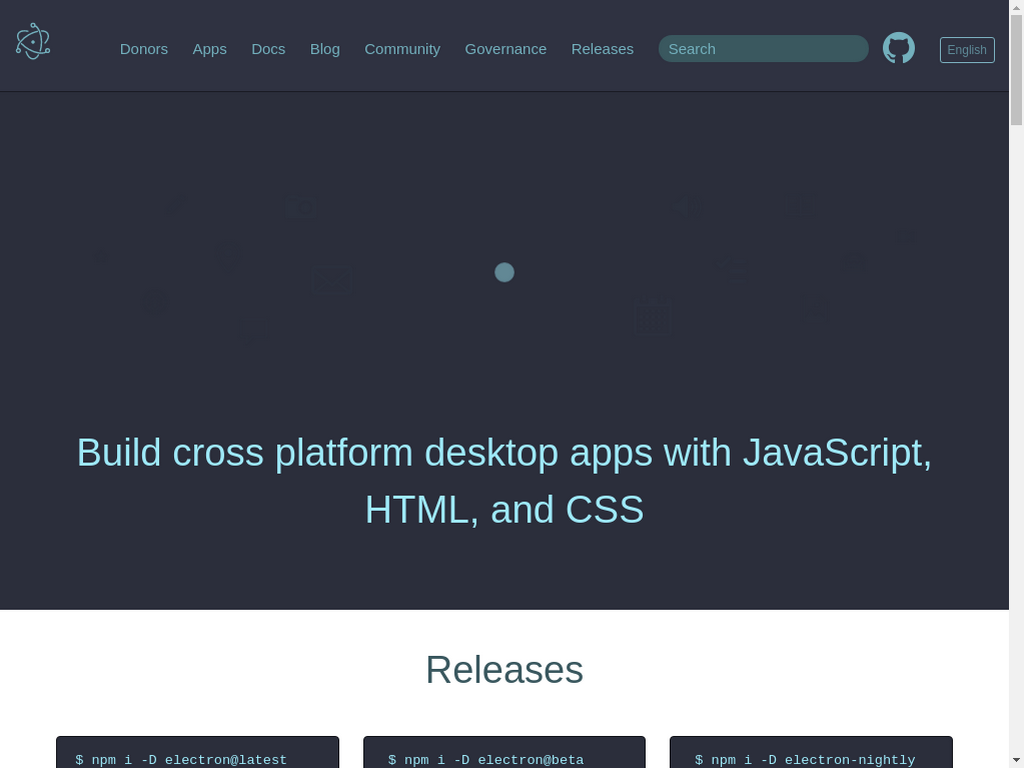 Donors Apps Docs Blog Community Governance Releases Search English
Build cross platform desktop apps with JavaScript,
HTML, and CSS
Releases
$ npm i -D electron@latest $ npm i -D electron@beta $ npm i -D electron-nightly